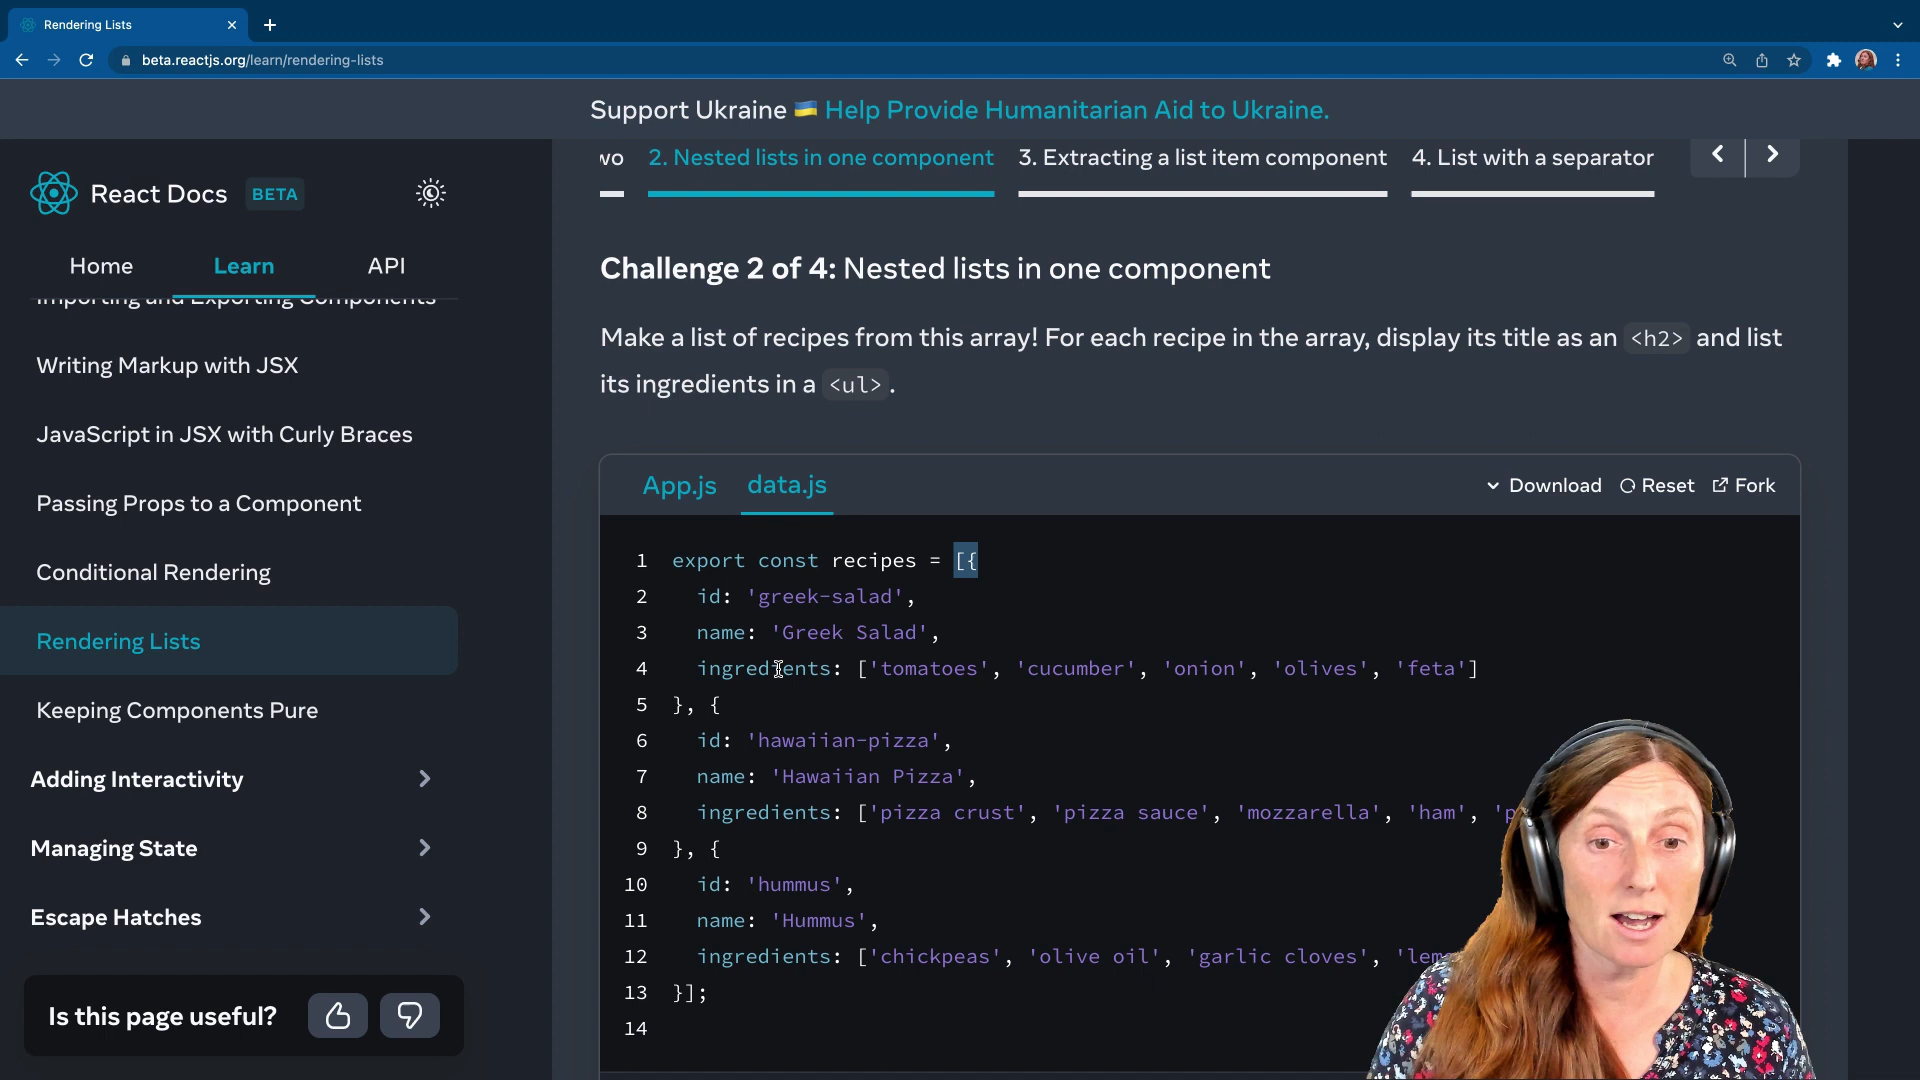 Rendering Lists
beta.reactjs.org/learn/rendering-lists
Support Ukraine 🇺🇦 Help Provide Humanitarian Aid to Ukraine.
React Docs BETA
Home Learn API
Importing and Exporting Components
Writing Markup with JSX
JavaScript in JSX with Curly Braces
Passing Props to a Component
Conditional Rendering
Rendering Lists
Keeping Components Pure
Adding Interactivity
Managing State
Escape Hatches
Is this page useful?
wo 2. Nested lists in one component 3. Extracting a list item component 4. List with a separator
Challenge 2 of 4: Nested lists in one component
Make a list of recipes from this array! For each recipe in the array, display its title as an <h2> and list
its ingredients in a <ul>.
App.js data.js Download Reset Fork
1 export const recipes = [{
2 id: 'greek-salad',
3 name: 'Greek Salad',
4 ingredients: ['tomatoes', 'cucumber', 'onion', 'olives', 'feta']
5 }, {
6 id: 'hawaiian-pizza',
7 name: 'Hawaiian Pizza',
8 ingredients: ['pizza crust', 'pizza sauce', 'mozzarella', 'ham', 'p
9 }, {
10 id: 'hummus',
11 name: 'Hummus',
12 ingredients: ['chickpeas', 'olive oil', 'garlic cloves', 'lem
13 }];
14